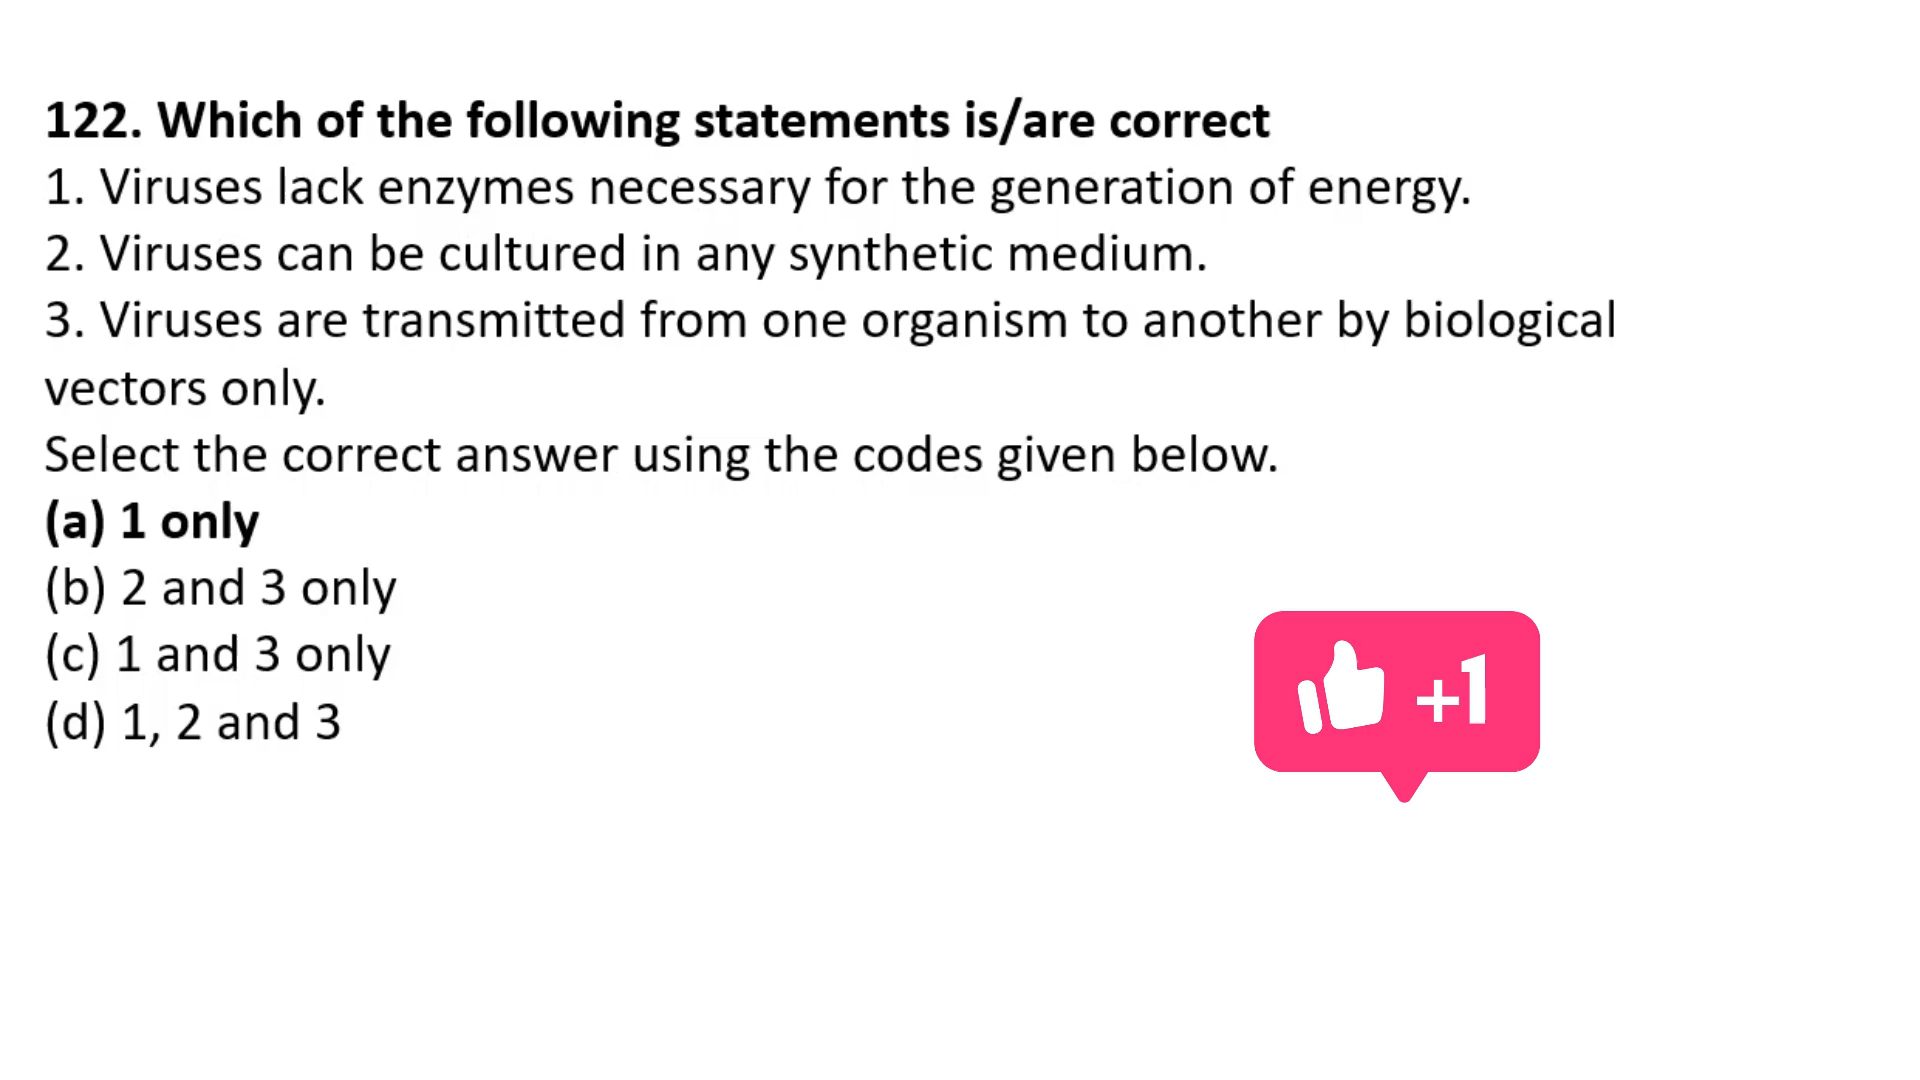 122. Which of the following statements is/are correct
1. Viruses lack enzymes necessary for the generation of energy.
2. Viruses can be cultured in any synthetic medium.
3. Viruses are transmitted from one organism to another by biological
vectors only.
Select the correct answer using the codes given below.
(a) 1 only
(b) 2 and 3 only
(c) 1 and 3 only
(d) 1, 2 and 3
+1